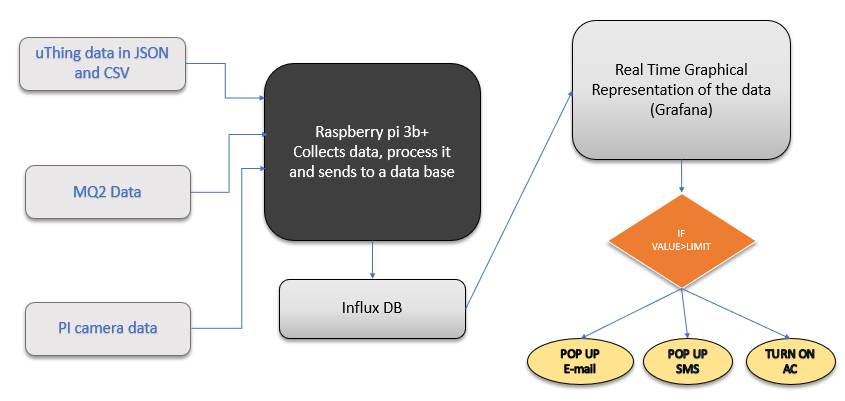 uThing data in JSON
and CSV
MQ2 Data
PI camera data
Raspberry pi 3b+
Collects data, process it
and sends to a data base
Influx DB
Real Time Graphical
Representation of the data
(Grafana)
IF
VALUE>LIMIT
POP UP
E-mail
POP UP
SMS
TURN ON
AC